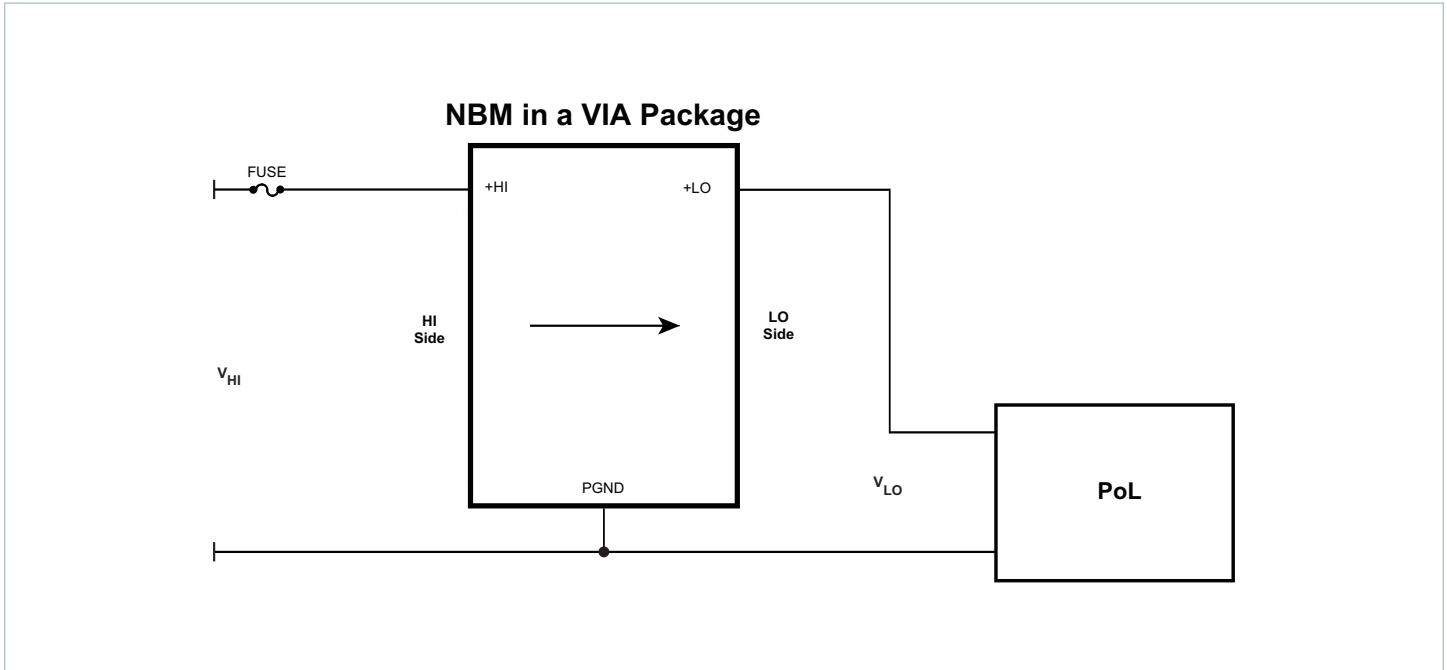 NBM in a VIA Package
FUSE
+HI
+LO
HI
Side
LO
Side
VHI
PGND
VLO
PoL